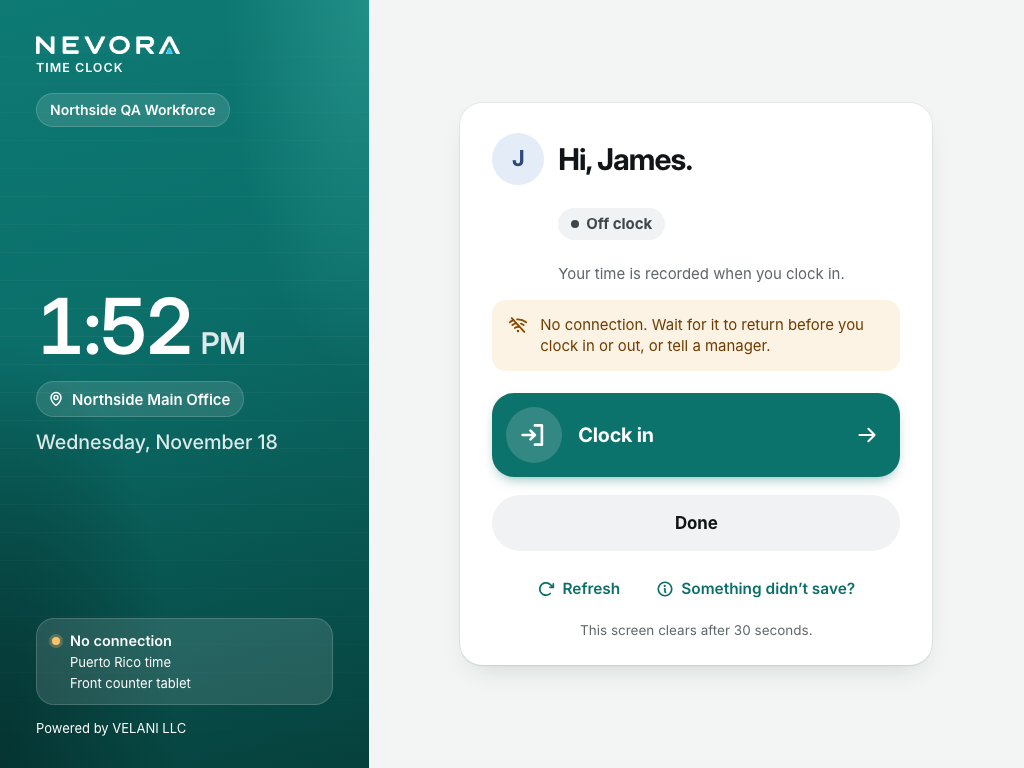 NEVORA
TIME CLOCK
Northside QA Workforce
1:52 PM
Northside Main Office
Wednesday, November 18
No connection
Puerto Rico time
Front counter tablet
Powered by VELANI LLC
J
Hi, James.
Off clock
Your time is recorded when you clock in.
No connection. Wait for it to return before you
clock in or out, or tell a manager.
Clock in
Done
Refresh
Something didn’t save?
This screen clears after 30 seconds.